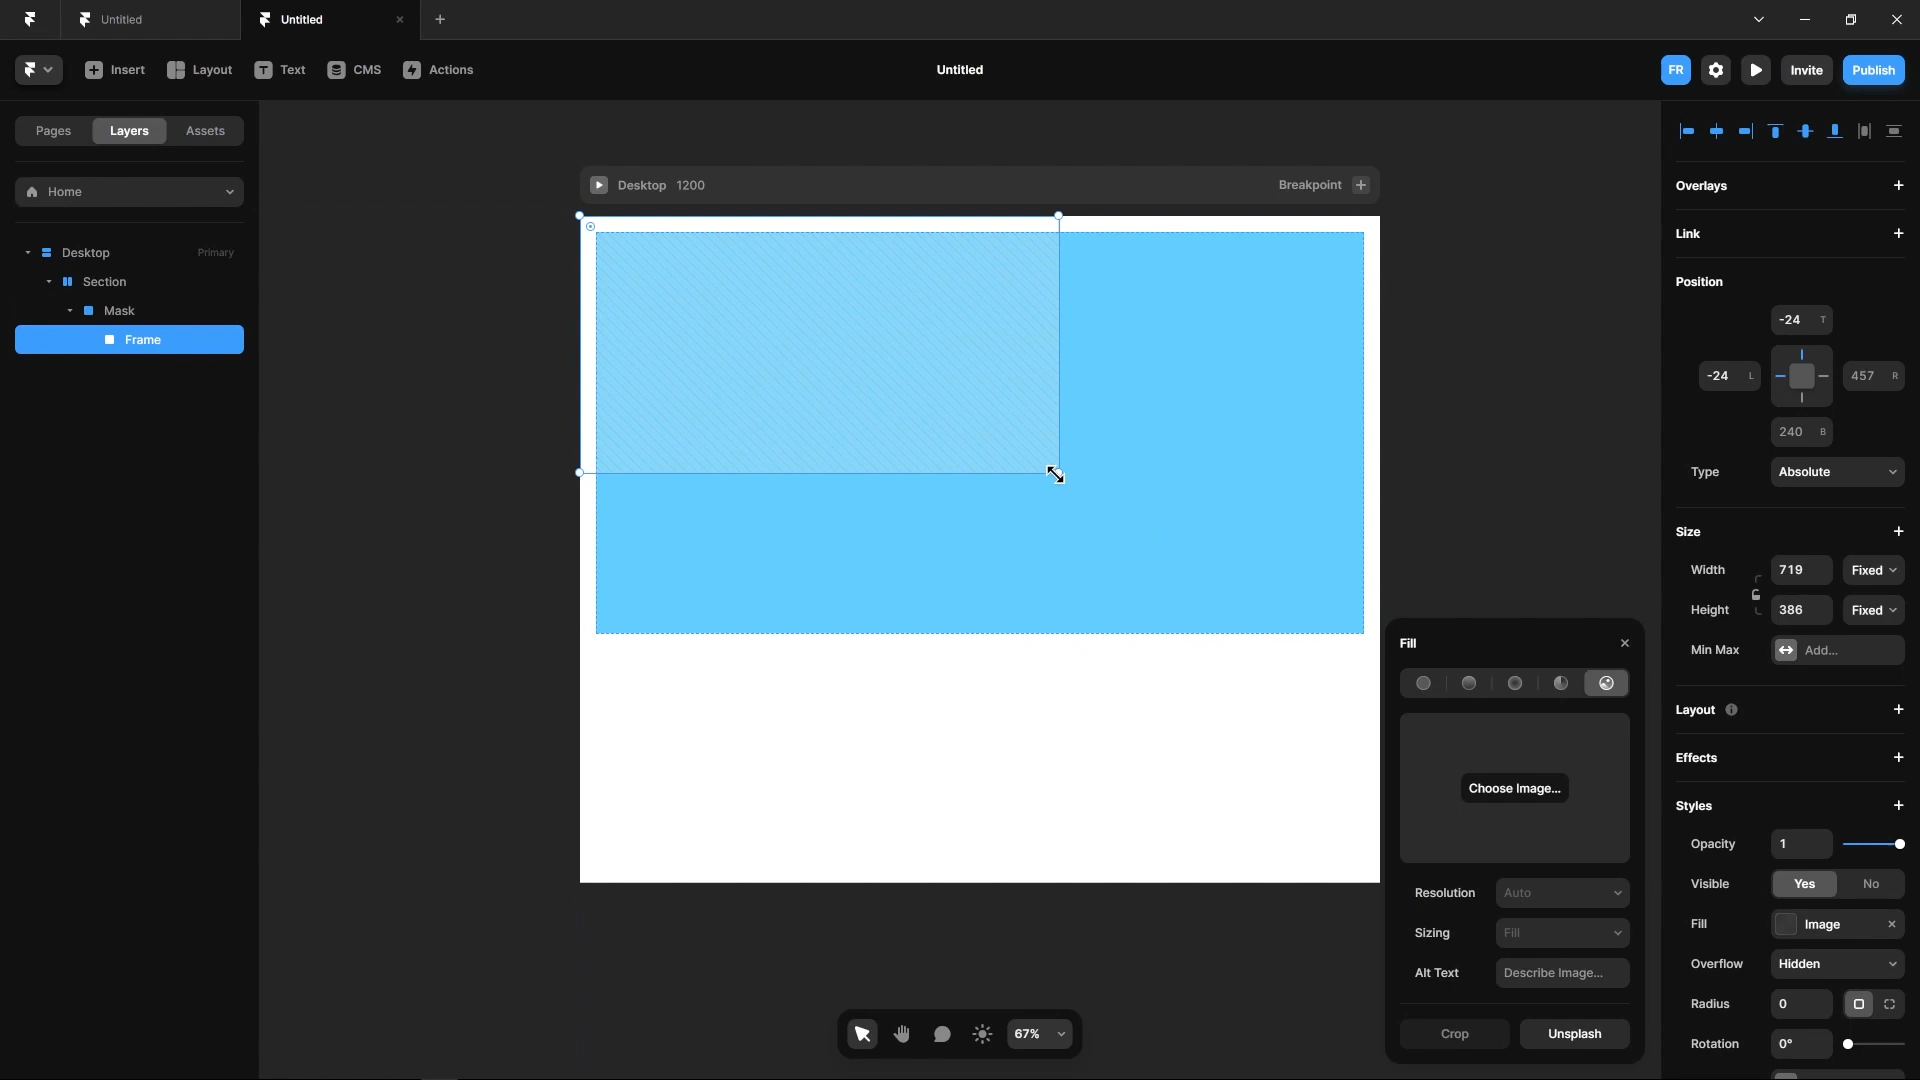 Untitled
Untitled
Insert
Layout
Text
CMS
Actions
Untitled
FR
Invite
Publish
Pages
Layers
Assets
Home
Desktop
Primary
Section
Mask
Frame
Desktop 1200
Breakpoint
Overlays
Link
Position
-24 T
-24 L
457 R
240 B
Type
Absolute
Size
Width
719
Fixed
Height
386
Fixed
Min Max
Add...
Layout
Effects
Styles
Opacity
1
Visible
Yes
No
Fill
Image
Overflow
Hidden
Radius
0
Rotation
0°
Fill
Choose Image...
Resolution
Auto
Sizing
Fill
Alt Text
Describe Image...
Crop
Unsplash
67%